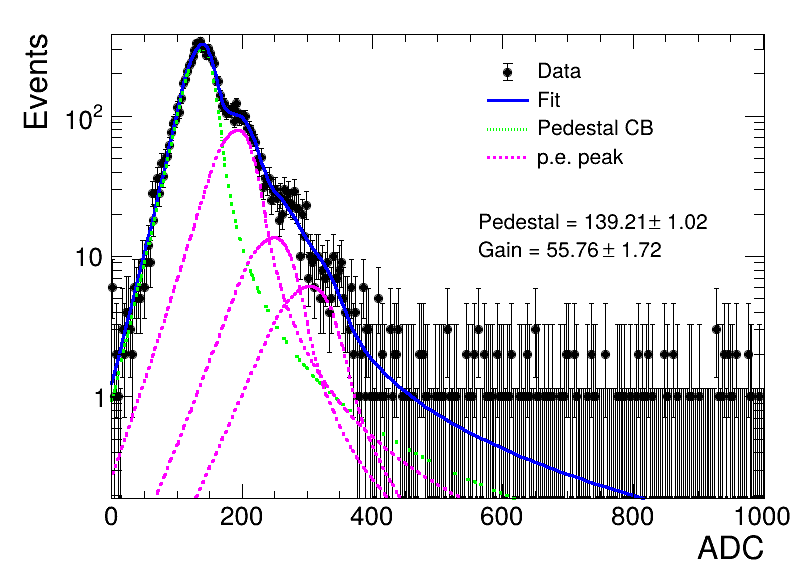 Events
10²
10
1
Data
Fit
Pedestal CB
p.e. peak
Pedestal = 139.21± 1.02
Gain = 55.76 ± 1.72
0 200 400 600 800 1000
ADC